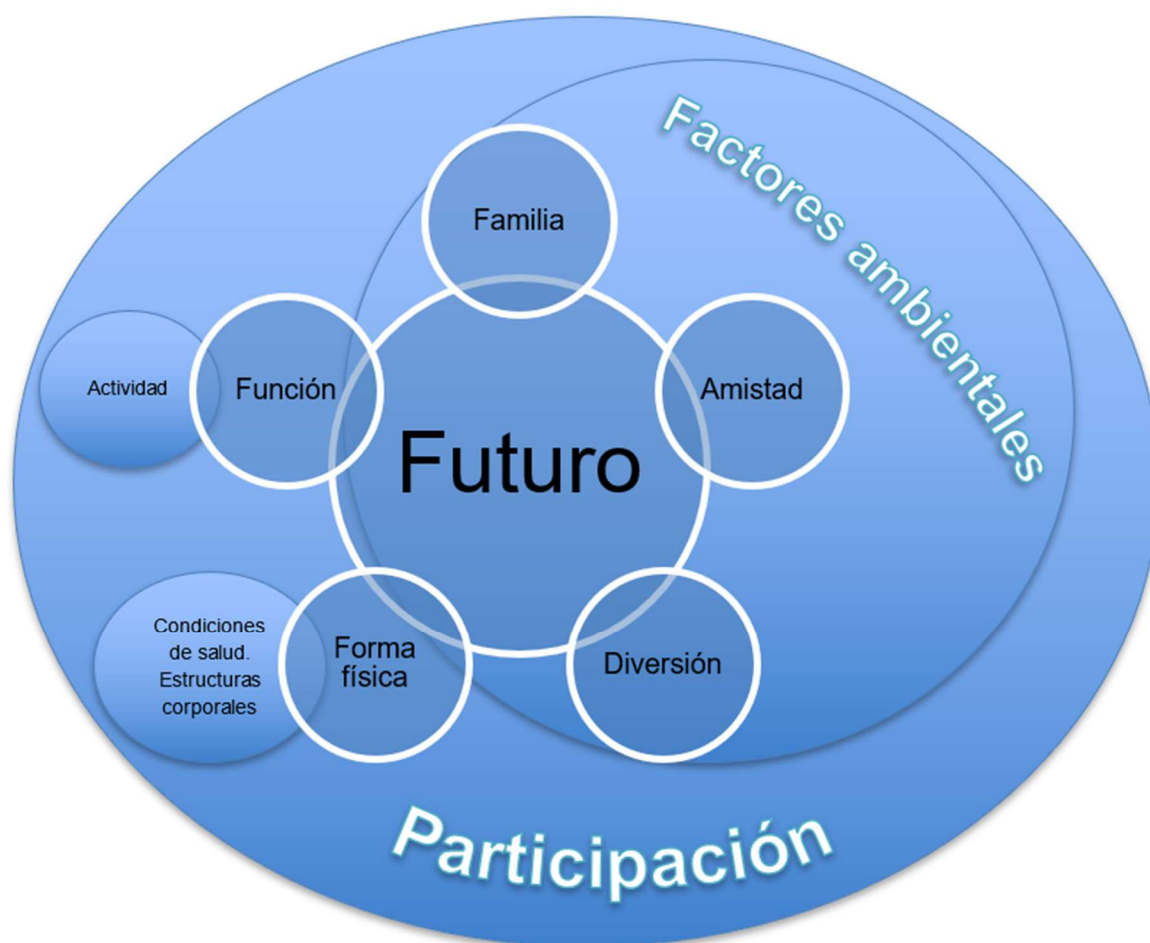 Factores ambientales
Familia
Actividad
Función
Amistad
Futuro
Condiciones
de salud.
Estructuras
corporales
Forma
física
Diversión
Participación